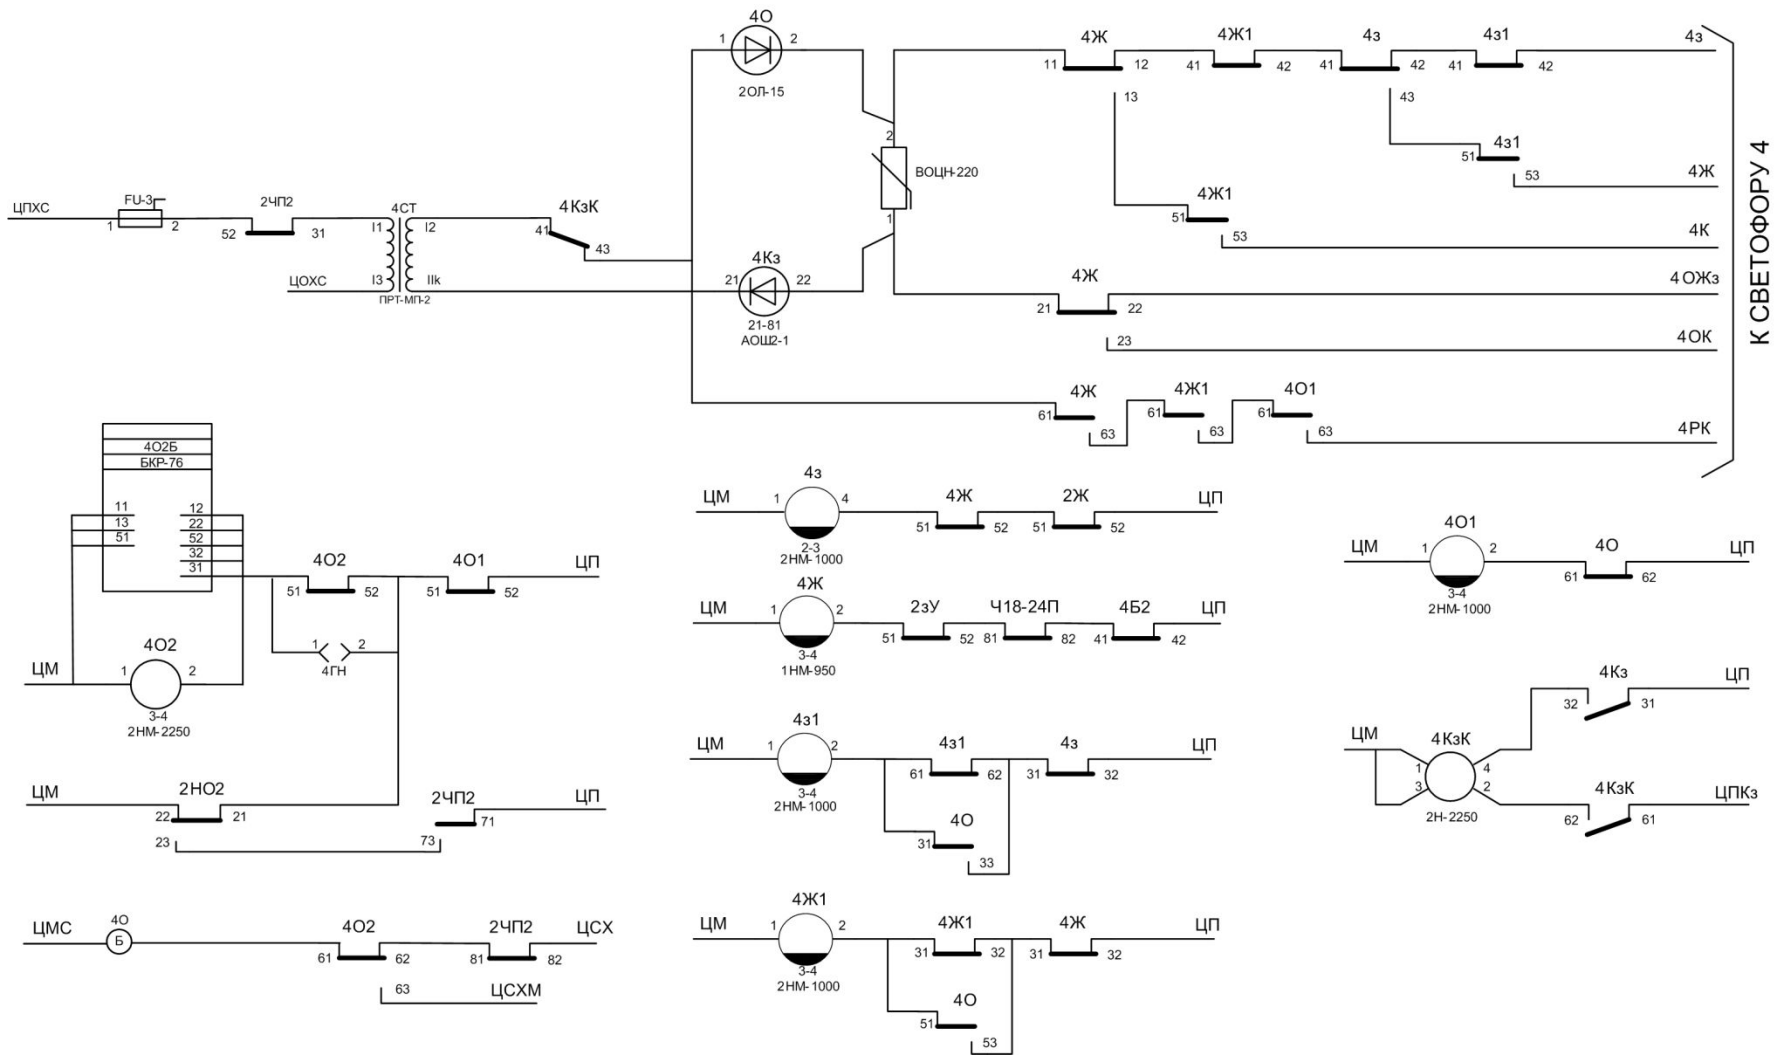 4О
1 2
2ОЛ-15
4Ж 4Ж1 4з 4з1 4з
11 12 41 42 41 42 41 42
13 43
2
ВОЦН-220
1
4з1
51
53 4Ж
4Ж1
51
53 4К
К СВЕТОФОРУ 4
ЦПХС FU-3 2ЧП2 4СТ 4КзК
1 2 52 31 I1 I2 41 43
ЦОХС I3 IIk
ПРТ-МП-2
4Кз
21 22
21-81
АОШ2-1
4Ж 4ОЖз
21 22
23 4ОК
4Ж 4Ж1 4О1
61 63 61 63 61 63 4РК
4О2Б
БКР-76
11 12
13 22
51 52
32
31
4О2 4О1 ЦП
51 52 51 52
1 2
4ГН
4О2
ЦМ 1 2
3-4
2НМ-2250
ЦМ 2НО2 2ЧП2 ЦП
22 21 71
23 73
4О
ЦМС Б 4О2 2ЧП2 ЦСХ
61 62 81 82
63 ЦСХМ
4з
ЦМ 1 4 4Ж 2Ж ЦП
51 52 51 52
2-3
2НМ-1000
4Ж
ЦМ 1 2 2зУ Ч18-24П 4Б2 ЦП
51 52 81 82 41 42
3-4
1НМ-950
4з1
ЦМ 1 2 4з1 4з ЦП
61 62 31 32
3-4
2НМ-1000
4О
31
33
4Ж1
ЦМ 1 2 4Ж1 4Ж ЦП
31 32 31 32
3-4
2НМ-1000
4О
51
53
4О1
ЦМ 1 2 4О ЦП
61 62
3-4
2НМ-1000
4Кз ЦП
32 31
ЦМ 4КзК
1 4
3 2
2Н-2250
4КзК ЦПКз
62 61